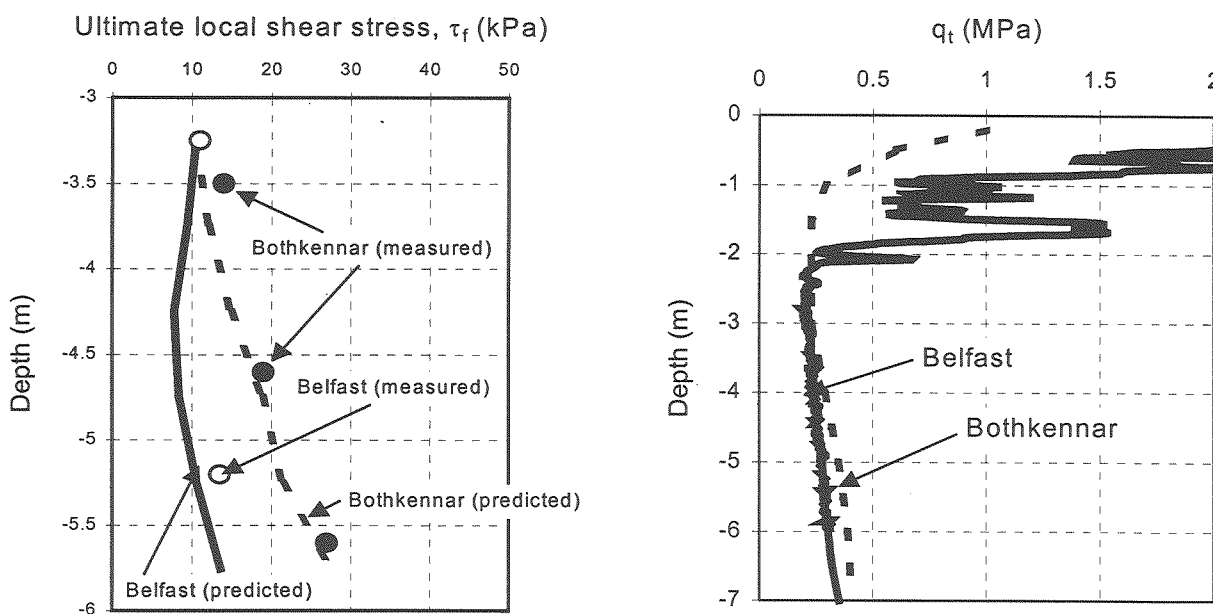 Ultimate local shear stress, τf (kPa)
0 10 20 30 40 50
-3
-3.5
-4
-4.5
-5
-5.5
-6
Depth (m)
Bothkennar (measured)
Belfast (measured)
Bothkennar (predicted)
Belfast (predicted)
qt (MPa)
0 0.5 1 1.5 2
0
-1
-2
-3
-4
-5
-6
-7
Depth (m)
Belfast
Bothkennar